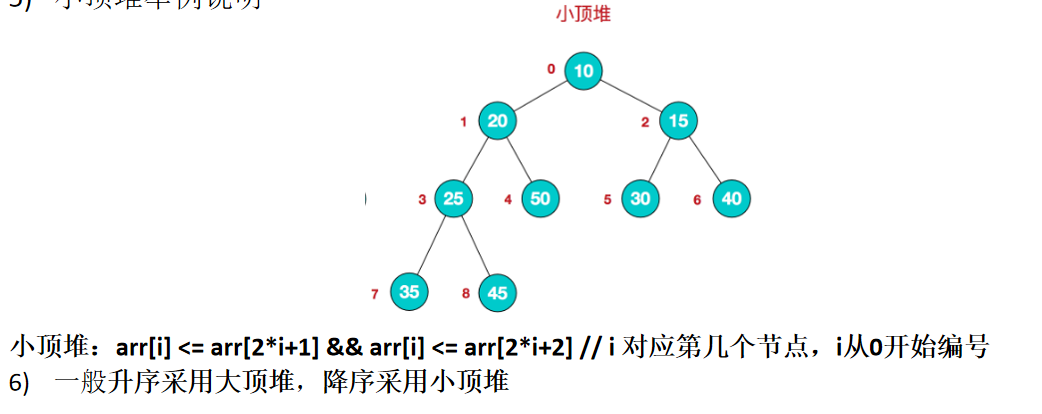 5) 小顶堆举例说明
小顶堆
0 10
1 20 2 15
3 25 4 50 5 30 6 40
7 35 8 45
小顶堆：arr[i] <= arr[2*i+1] && arr[i] <= arr[2*i+2] // i 对应第几个节点，i从0开始编号
6) 一般升序采用大顶堆，降序采用小顶堆